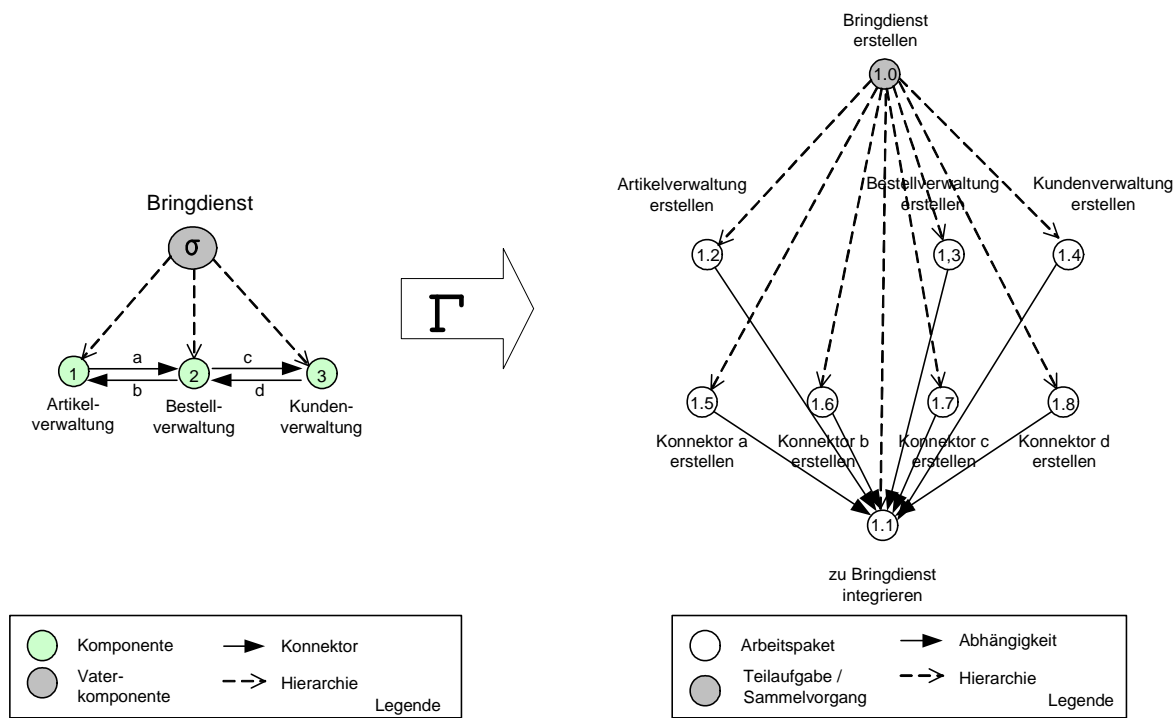 Bringdienst
erstellen
1.0
Artikelverwaltung
erstellen
Bestellverwaltung
erstellen
Kundenverwaltung
erstellen
1.2
1,3
1.4
1.5
1.6
1.7
1.8
Konnektor a
erstellen
Konnektor b
erstellen
Konnektor c
erstellen
Konnektor d
erstellen
1.1
zu Bringdienst
integrieren
Bringdienst
σ
a
c
1
2
3
b
d
Artikel-
verwaltung
Bestell-
verwaltung
Kunden-
verwaltung
Γ
Komponente
Konnektor
Vater-
komponente
Hierarchie
Legende
Arbeitspaket
Abhängigkeit
Teilaufgabe /
Sammelvorgang
Hierarchie
Legende